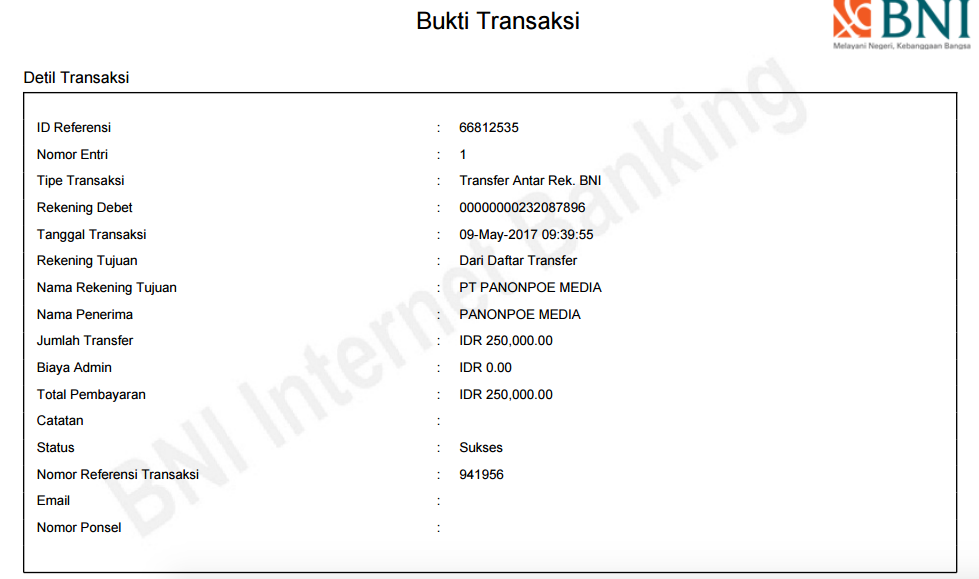 Bukti Transaksi
BNI
Melayani Negeri, Kebanggaan Bangsa
Detil Transaksi
ID Referensi : 66812535
Nomor Entri : 1
Tipe Transaksi : Transfer Antar Rek. BNI
Rekening Debet : 00000000232087896
Tanggal Transaksi : 09-May-2017 09:39:55
Rekening Tujuan : Dari Daftar Transfer
Nama Rekening Tujuan : PT PANONPOE MEDIA
Nama Penerima : PANONPOE MEDIA
Jumlah Transfer : IDR 250,000.00
Biaya Admin : IDR 0.00
Total Pembayaran : IDR 250,000.00
Catatan :
Status : Sukses
Nomor Referensi Transaksi : 941956
Email :
Nomor Ponsel :
BNI Internet Banking